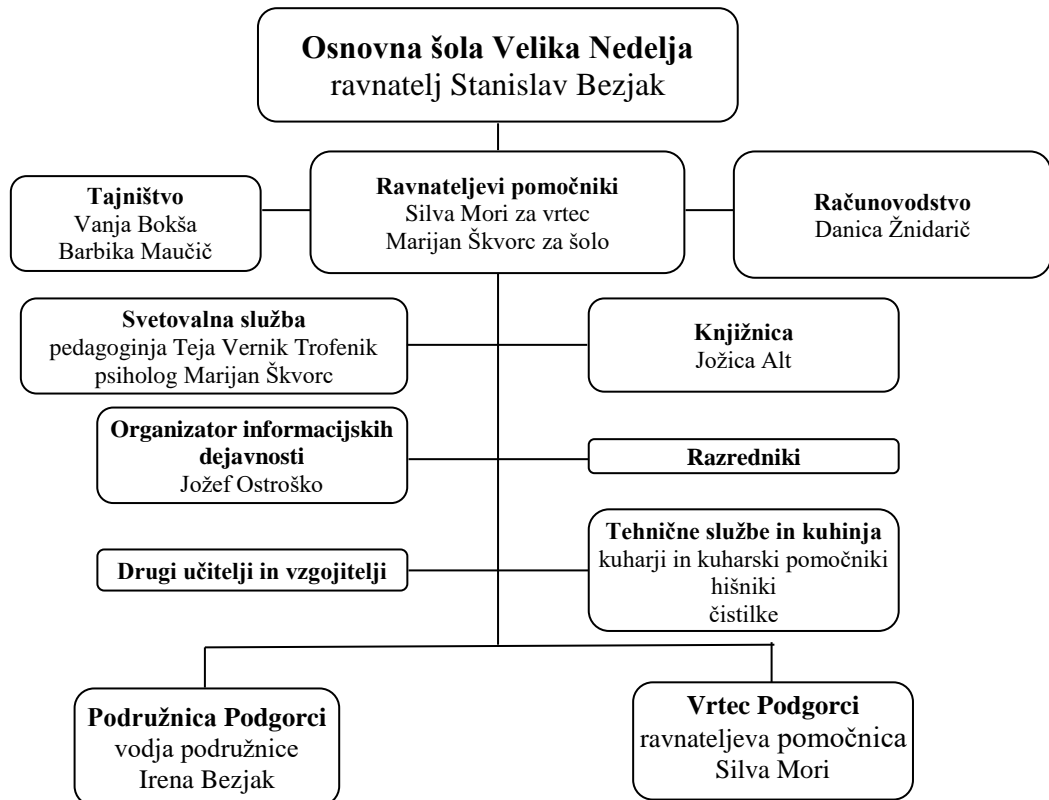 Osnovna šola Velika Nedelja
ravnatelj Stanislav Bezjak
Tajništvo
Vanja Bokša
Barbika Maučič
Ravnateljevi pomočniki
Silva Mori za vrtec
Marijan Škvorc za šolo
Računovodstvo
Danica Žnidarič
Svetovalna služba
pedagoginja Teja Vernik Trofenik
psiholog Marijan Škvorc
Knjižnica
Jožica Alt
Organizator informacijskih
dejavnosti
Jožef Ostroško
Razredniki
Drugi učitelji in vzgojitelji
Tehnične službe in kuhinja
kuharji in kuharski pomočniki
hišniki
čistilke
Podružnica Podgorci
vodja podružnice
Irena Bezjak
Vrtec Podgorci
ravnateljeva pomočnica
Silva Mori